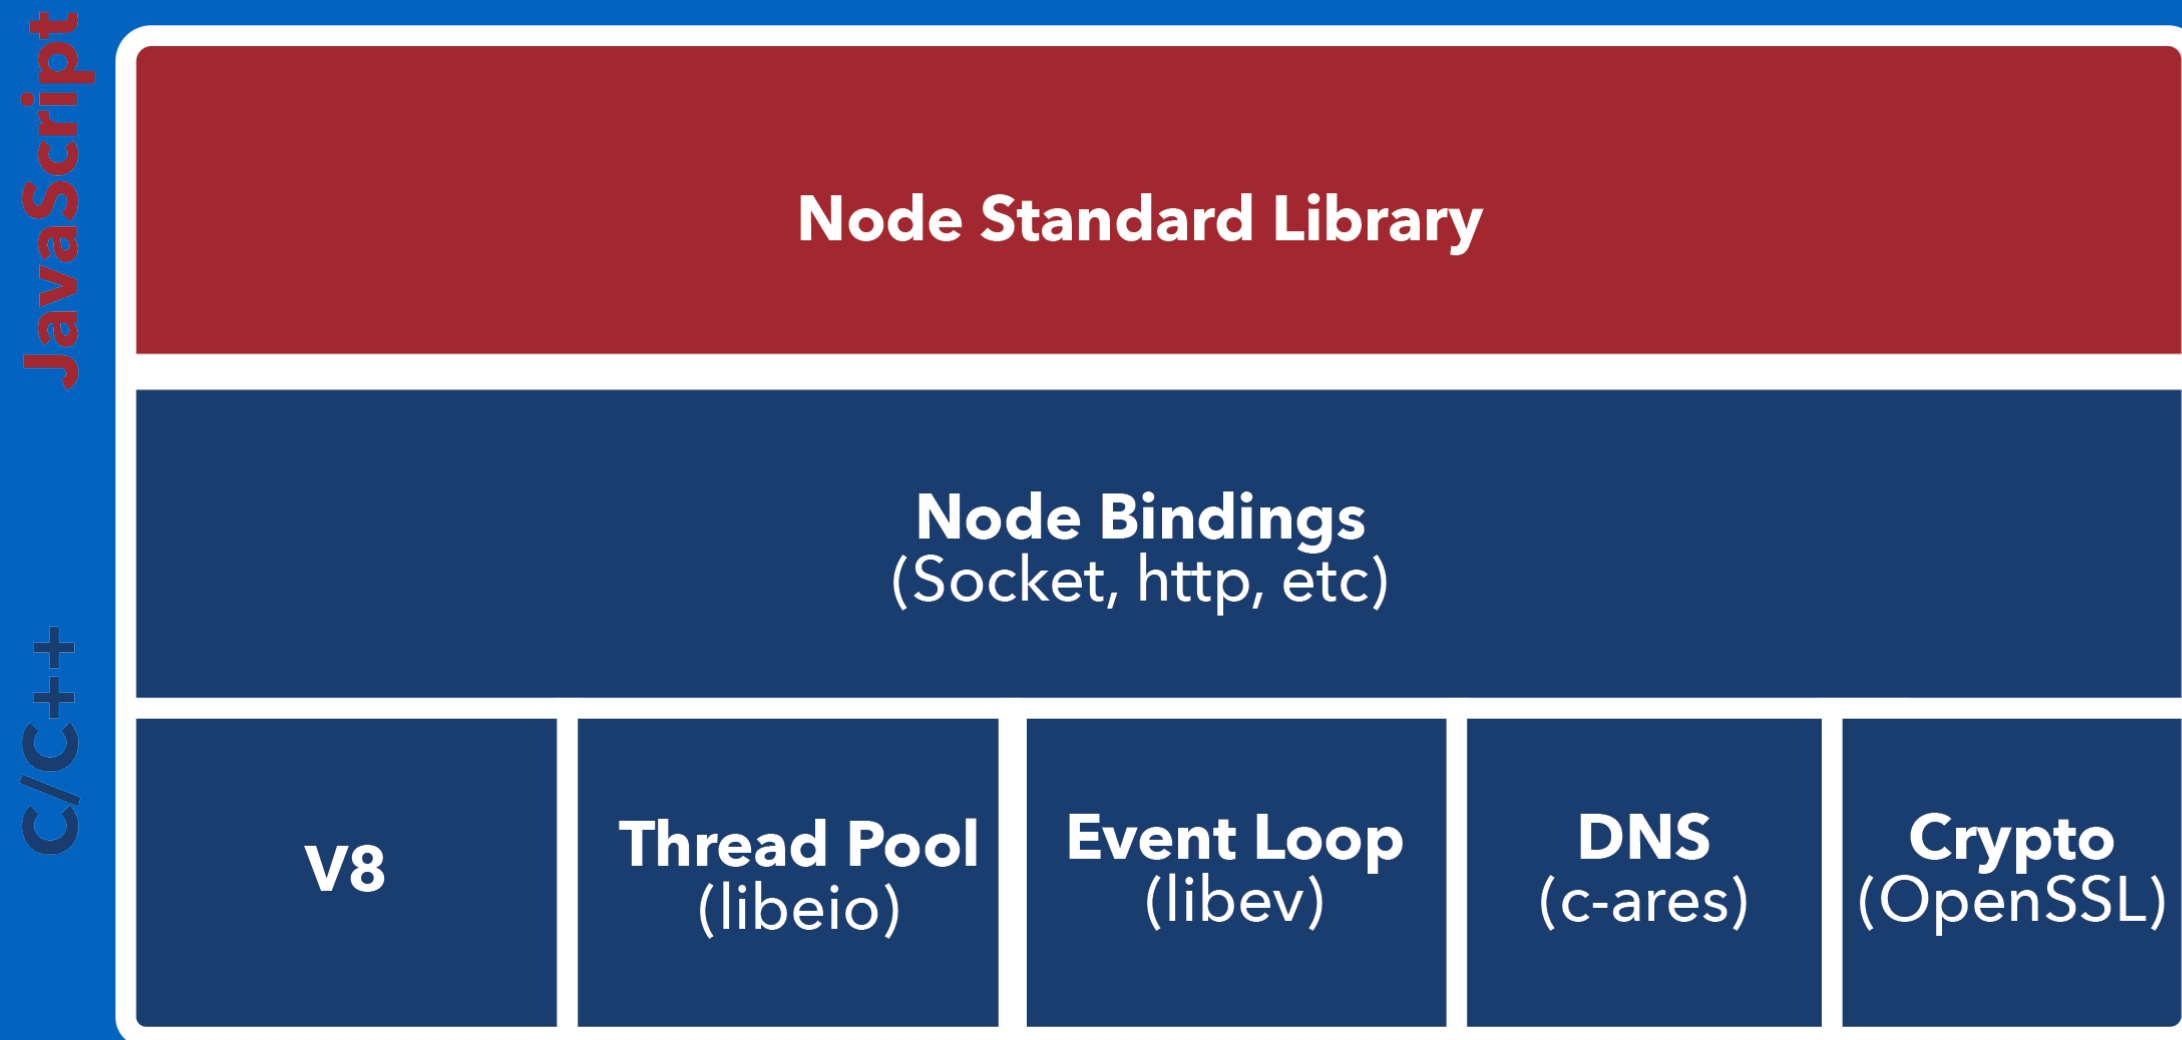 JavaScript
Node Standard Library
Node Bindings
(Socket, http, etc)
C/C++
V8
Thread Pool
(libeio)
Event Loop
(libev)
DNS
(c-ares)
Crypto
(OpenSSL)